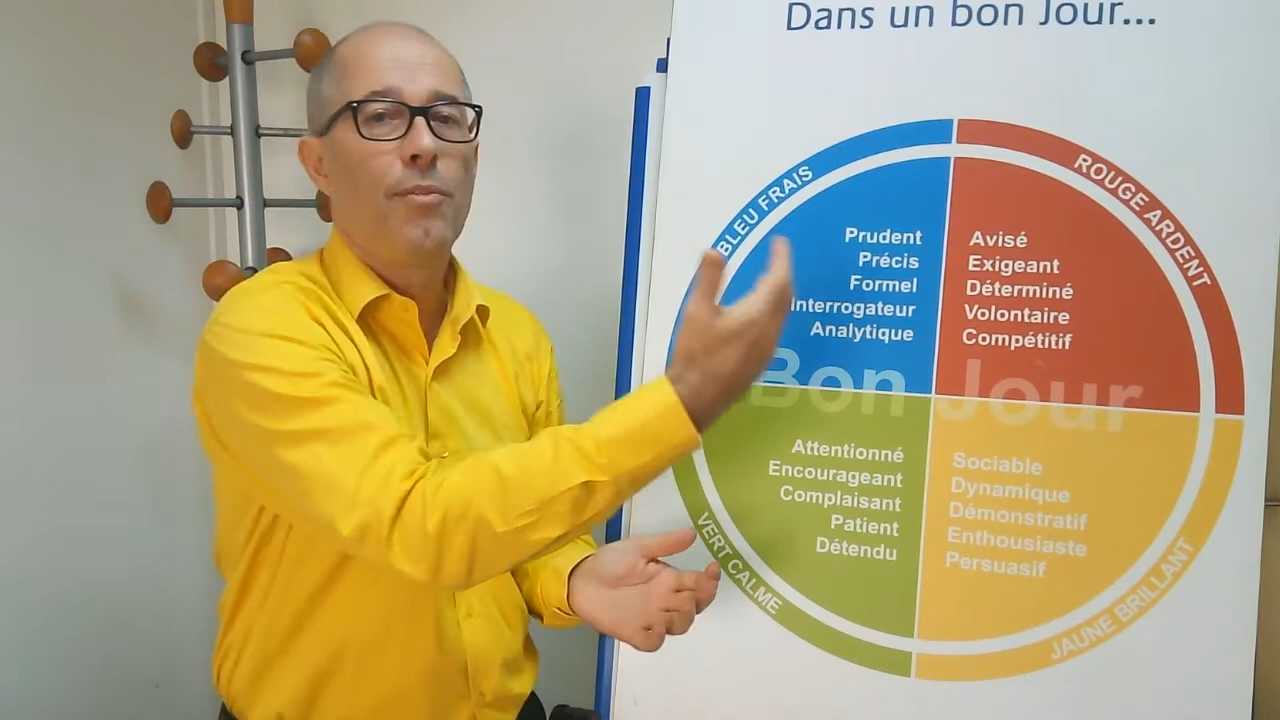 Dans un bon Jour...
BLEU FRAIS
Prudent
Précis
Formel
Interrogateur
Analytique
ROUGE ARDENT
Avisé
Exigeant
Déterminé
Volontaire
Compétitif
Bon Jour
Attentionné
Encourageant
Complaisant
Patient
Détendu
VERT CALME
Sociable
Dynamique
Démonstratif
Enthousiaste
Persuasif
JAUNE BRILLANT